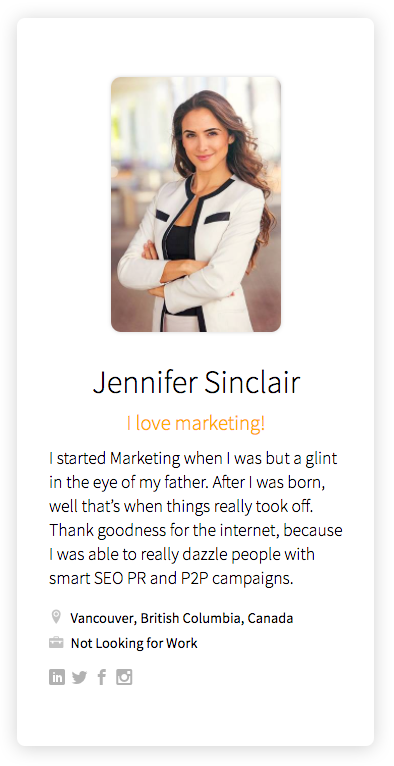 Jennifer Sinclair
I love marketing!
I started Marketing when I was but a glint
in the eye of my father. After I was born,
well that’s when things really took off.
Thank goodness for the internet, because
I was able to really dazzle people with
smart SEO PR and P2P campaigns.
Vancouver, British Columbia, Canada
Not Looking for Work